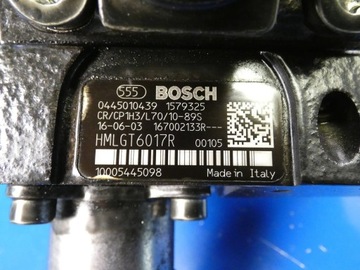 555 BOSCH
0445010439 1579325
CR/CP1H3/L70/10-89S
16-06-03 167002133R---
HMLGT6017R 00105
10005445098 Made in Italy